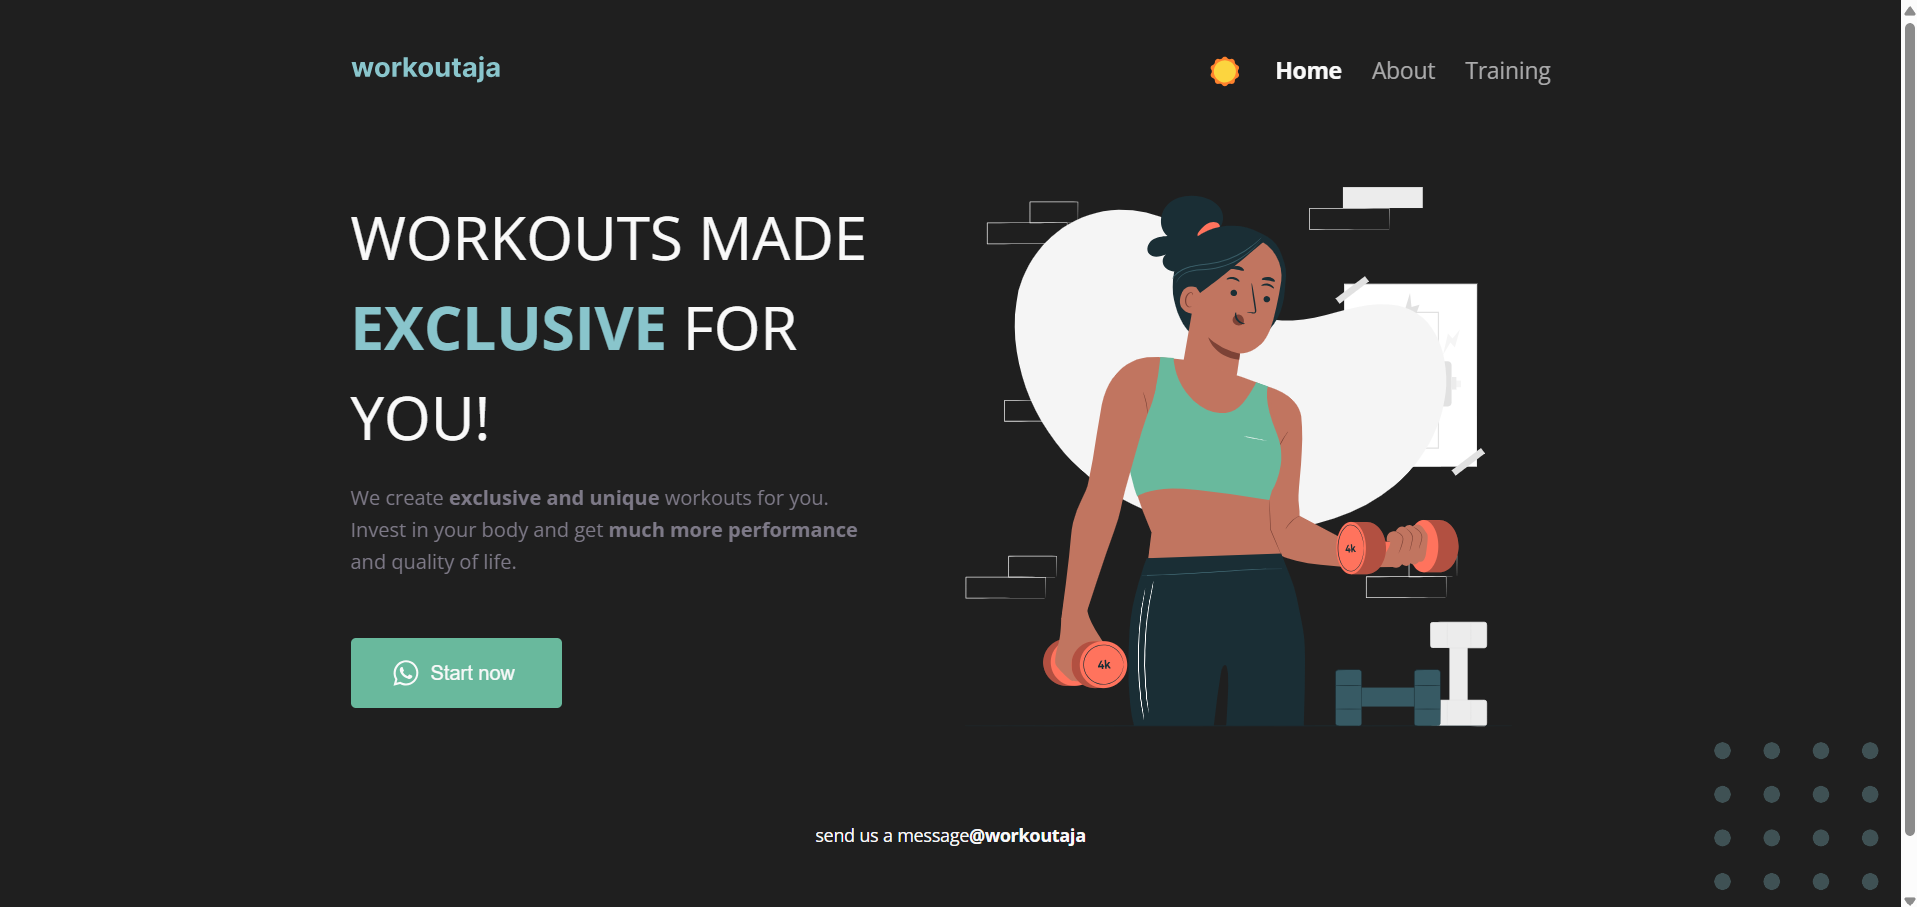 workoutaja
Home About Training
WORKOUTS MADE
EXCLUSIVE FOR
YOU!
We create exclusive and unique workouts for you.
Invest in your body and get much more performance
and quality of life.
Start now
4k
4k
send us a message@workoutaja